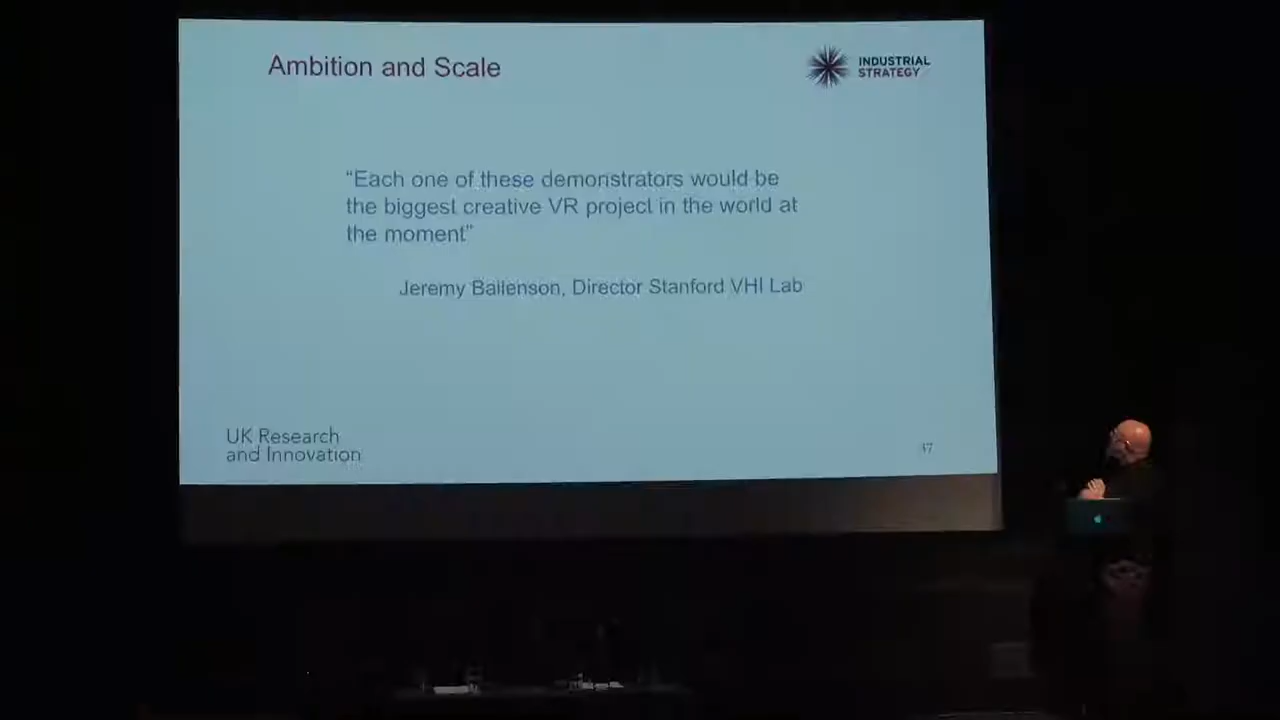 Ambition and Scale
INDUSTRIAL
STRATEGY
“Each one of these demonstrators would be
the biggest creative VR project in the world at
the moment”
Jeremy Bailenson, Director Stanford VHI Lab
UK Research
and Innovation
17